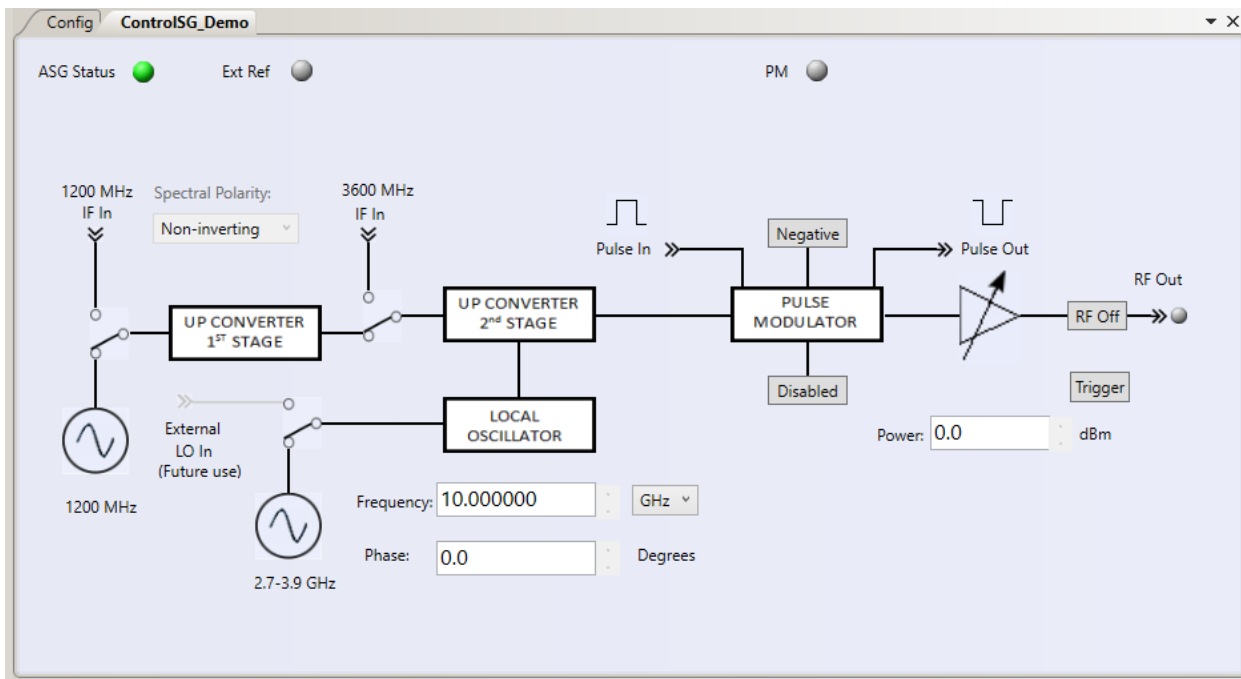 Config
ControlSG_Demo
ASG Status
Ext Ref
PM
1200 MHz
IF In
Spectral Polarity:
Non-inverting
3600 MHz
IF In
Pulse In
Negative
Pulse Out
RF Out
UP CONVERTER
1ST STAGE
UP CONVERTER
2nd STAGE
PULSE
MODULATOR
RF Off
Disabled
Trigger
External
LO In
(Future use)
LOCAL
OSCILLATOR
Power:
0.0
dBm
1200 MHz
Frequency:
10.000000
GHz
Phase:
0.0
Degrees
2.7-3.9 GHz